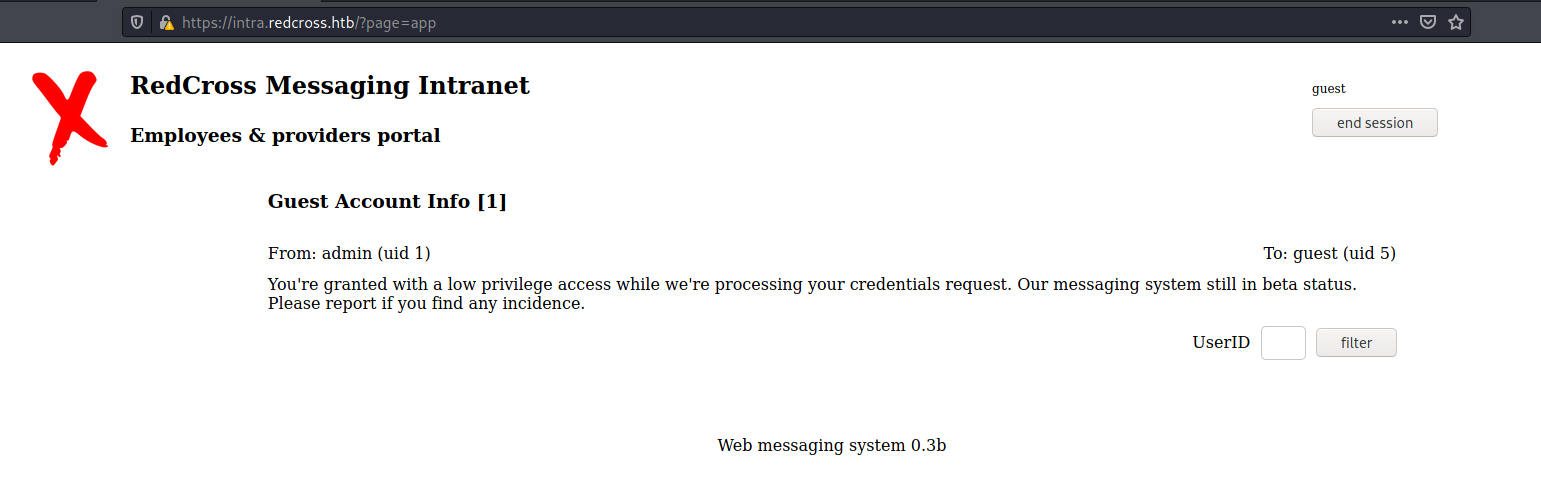 https://intra.redcross.htb/?page=app
RedCross Messaging Intranet
guest
end session
Employees & providers portal
Guest Account Info [1]
From: admin (uid 1) To: guest (uid 5)
You're granted with a low privilege access while we're processing your credentials request. Our messaging system still in beta status.
Please report if you find any incidence.
UserID filter
Web messaging system 0.3b